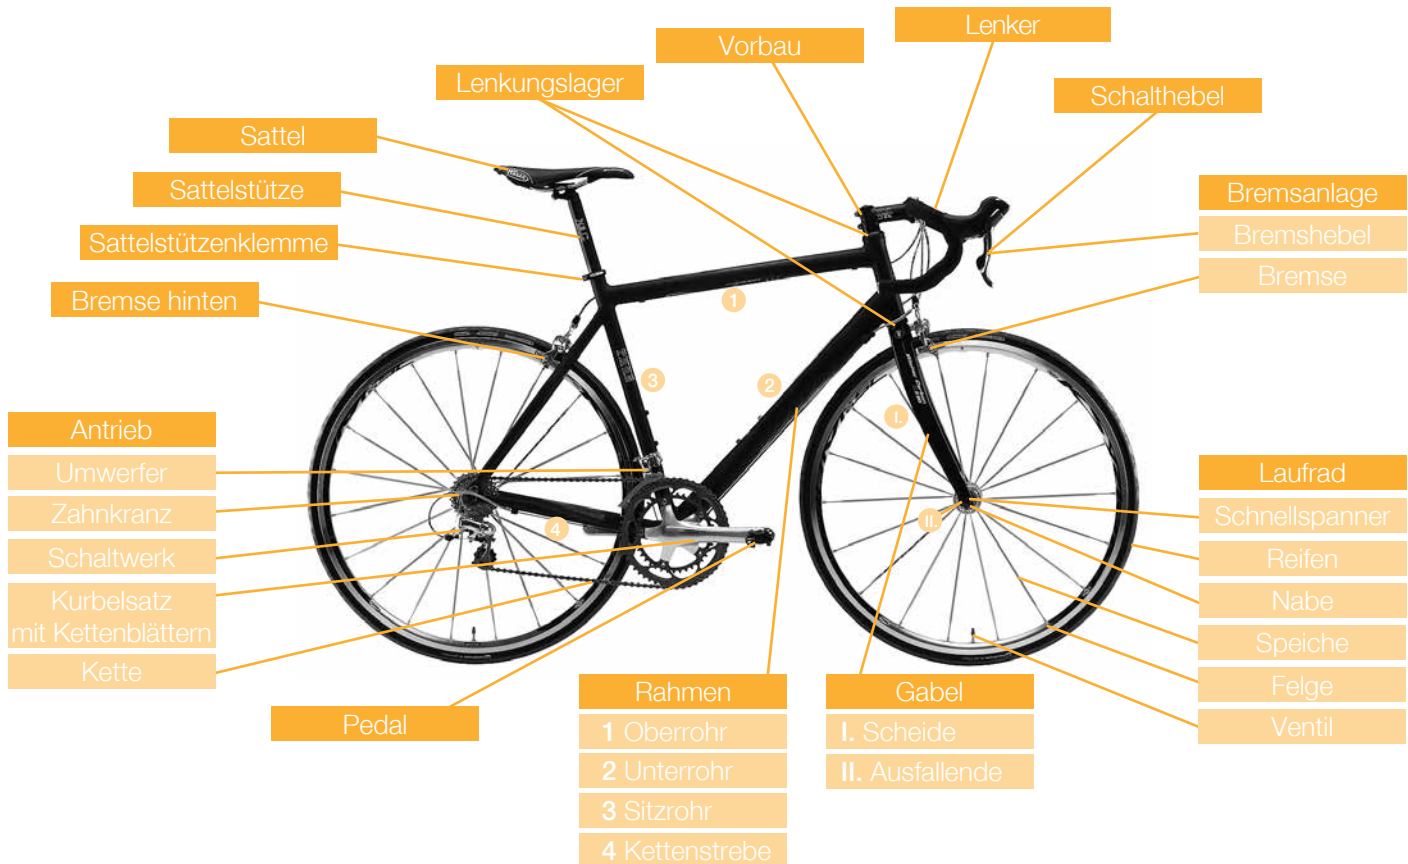 Lenker
Vorbau
Lenkungslager
Schalthebel
Sattel
Sattelstütze
Sattelstützenklemme
Bremse hinten
Bremsanlage
Bremshebel
Bremse
1
2
3
4
I.
II.
Antrieb
Umwerfer
Zahnkranz
Schaltwerk
Kurbelsatz
mit Kettenblättern
Kette
Pedal
Rahmen
1 Oberrohr
2 Unterrohr
3 Sitzrohr
4 Kettenstrebe
Gabel
I. Scheide
II. Ausfallende
Laufrad
Schnellspanner
Reifen
Nabe
Speiche
Felge
Ventil